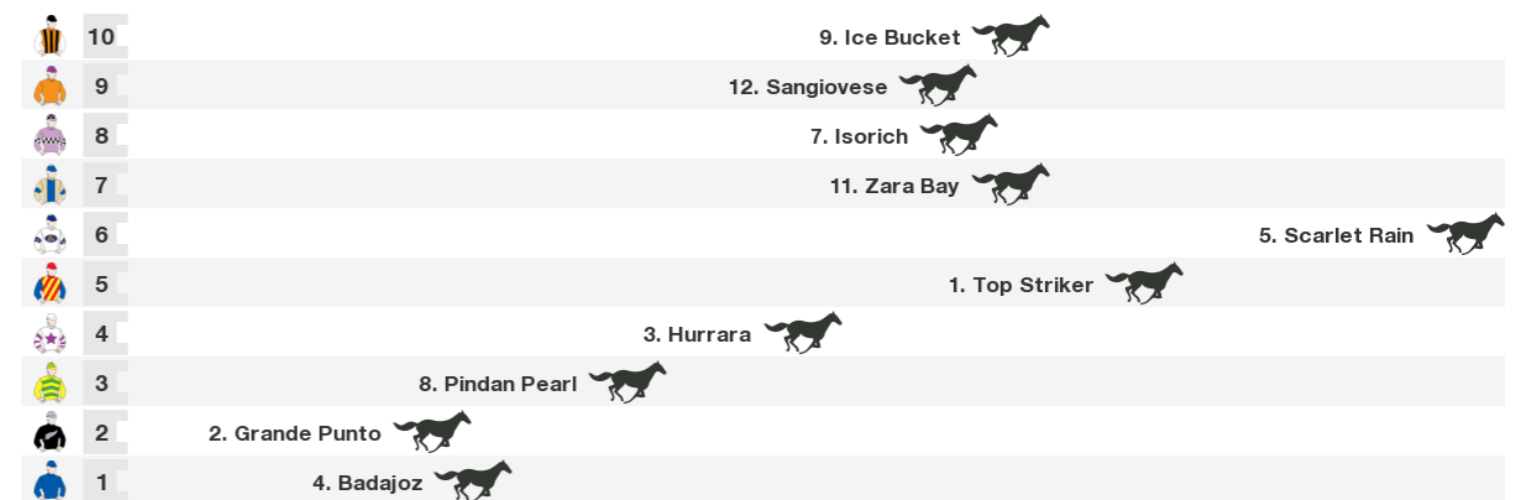 10 9. Ice Bucket
9 12. Sangiovese
8 7. Isorich
7 11. Zara Bay
6 5. Scarlet Rain
5 1. Top Striker
4 3. Hurrara
3 8. Pindan Pearl
2 2. Grande Punto
1 4. Badajoz